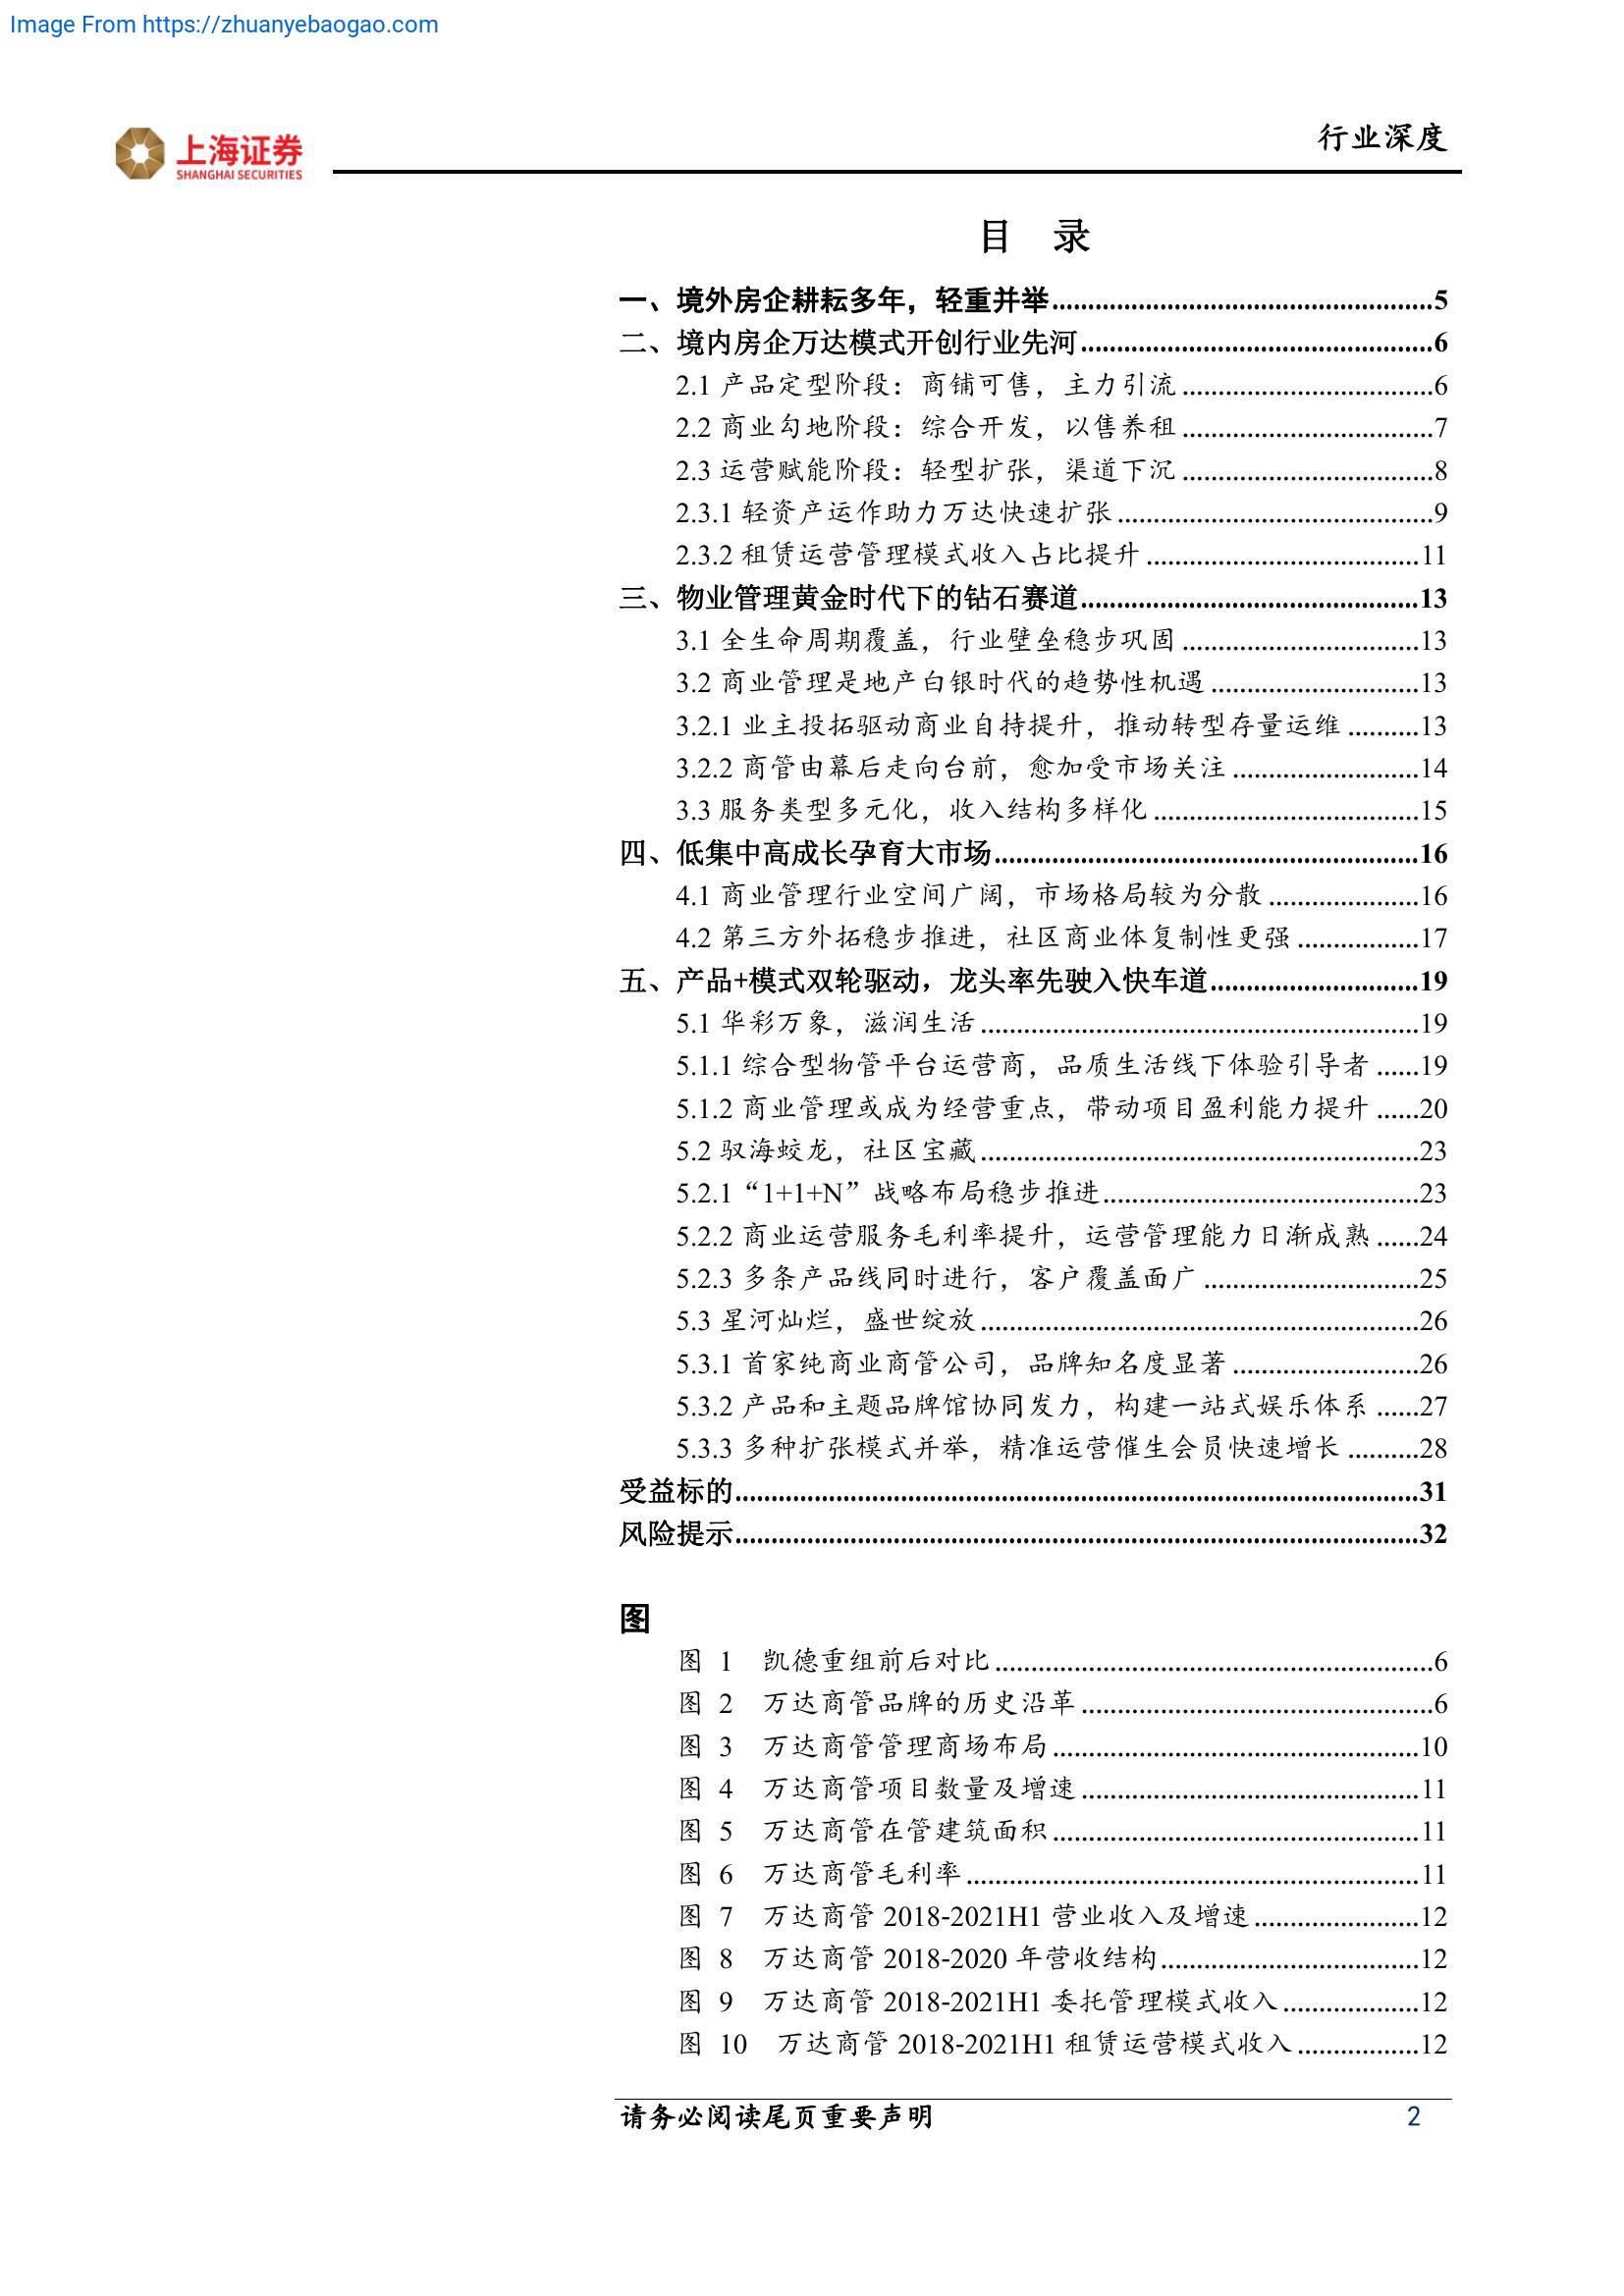 Image From https://zhuanyebaogao.com
上海证券
SHANGHAI SECURITIES
行业深度
目 录
一、境外房企耕耘多年，轻重并举..........5
二、境内房企万达模式开创行业先河..........6
2.1 产品定型阶段：商铺可售，主力引流..........6
2.2 商业勾地阶段：综合开发，以售养租..........7
2.3 运营赋能阶段：轻型扩张，渠道下沉..........8
2.3.1 轻资产运作助力万达快速扩张..........9
2.3.2 租赁运营管理模式收入占比提升..........11
三、物业管理黄金时代下的钻石赛道..........13
3.1 全生命周期覆盖，行业壁垒稳步巩固..........13
3.2 商业管理是地产白银时代的趋势性机遇..........13
3.2.1 业主投拓驱动商业自持提升，推动转型存量运维..........13
3.2.2 商管由幕后走向台前，愈加受市场关注..........14
3.3 服务类型多元化，收入结构多样化..........15
四、低集中高成长孕育大市场..........16
4.1 商业管理行业空间广阔，市场格局较为分散..........16
4.2 第三方外拓稳步推进，社区商业体复制性更强..........17
五、产品+模式双轮驱动，龙头率先驶入快车道..........19
5.1 华彩万象，滋润生活..........19
5.1.1 综合型物管平台运营商，品质生活线下体验引导者......19
5.1.2 商业管理或成为经营重点，带动项目盈利能力提升......20
5.2 驭海蛟龙，社区宝藏..........23
5.2.1“1+1+N”战略布局稳步推进..........23
5.2.2 商业运营服务毛利率提升，运营管理能力日渐成熟......24
5.2.3 多条产品线同时进行，客户覆盖面广..........25
5.3 星河灿烂，盛世绽放..........26
5.3.1 首家纯商业商管公司，品牌知名度显著..........26
5.3.2 产品和主题品牌馆协同发力，构建一站式娱乐体系......27
5.3.3 多种扩张模式并举，精准运营催生会员快速增长..........28
受益标的..........31
风险提示..........32
图
图 1 凯德重组前后对比..........6
图 2 万达商管品牌的历史沿革..........6
图 3 万达商管管理商场布局..........10
图 4 万达商管项目数量及增速..........11
图 5 万达商管在管建筑面积..........11
图 6 万达商管毛利率..........11
图 7 万达商管 2018-2021H1 营业收入及增速..........12
图 8 万达商管 2018-2020 年营收结构..........12
图 9 万达商管 2018-2021H1 委托管理模式收入..........12
图 10 万达商管 2018-2021H1 租赁运营模式收入..........12
请务必阅读尾页重要声明 2